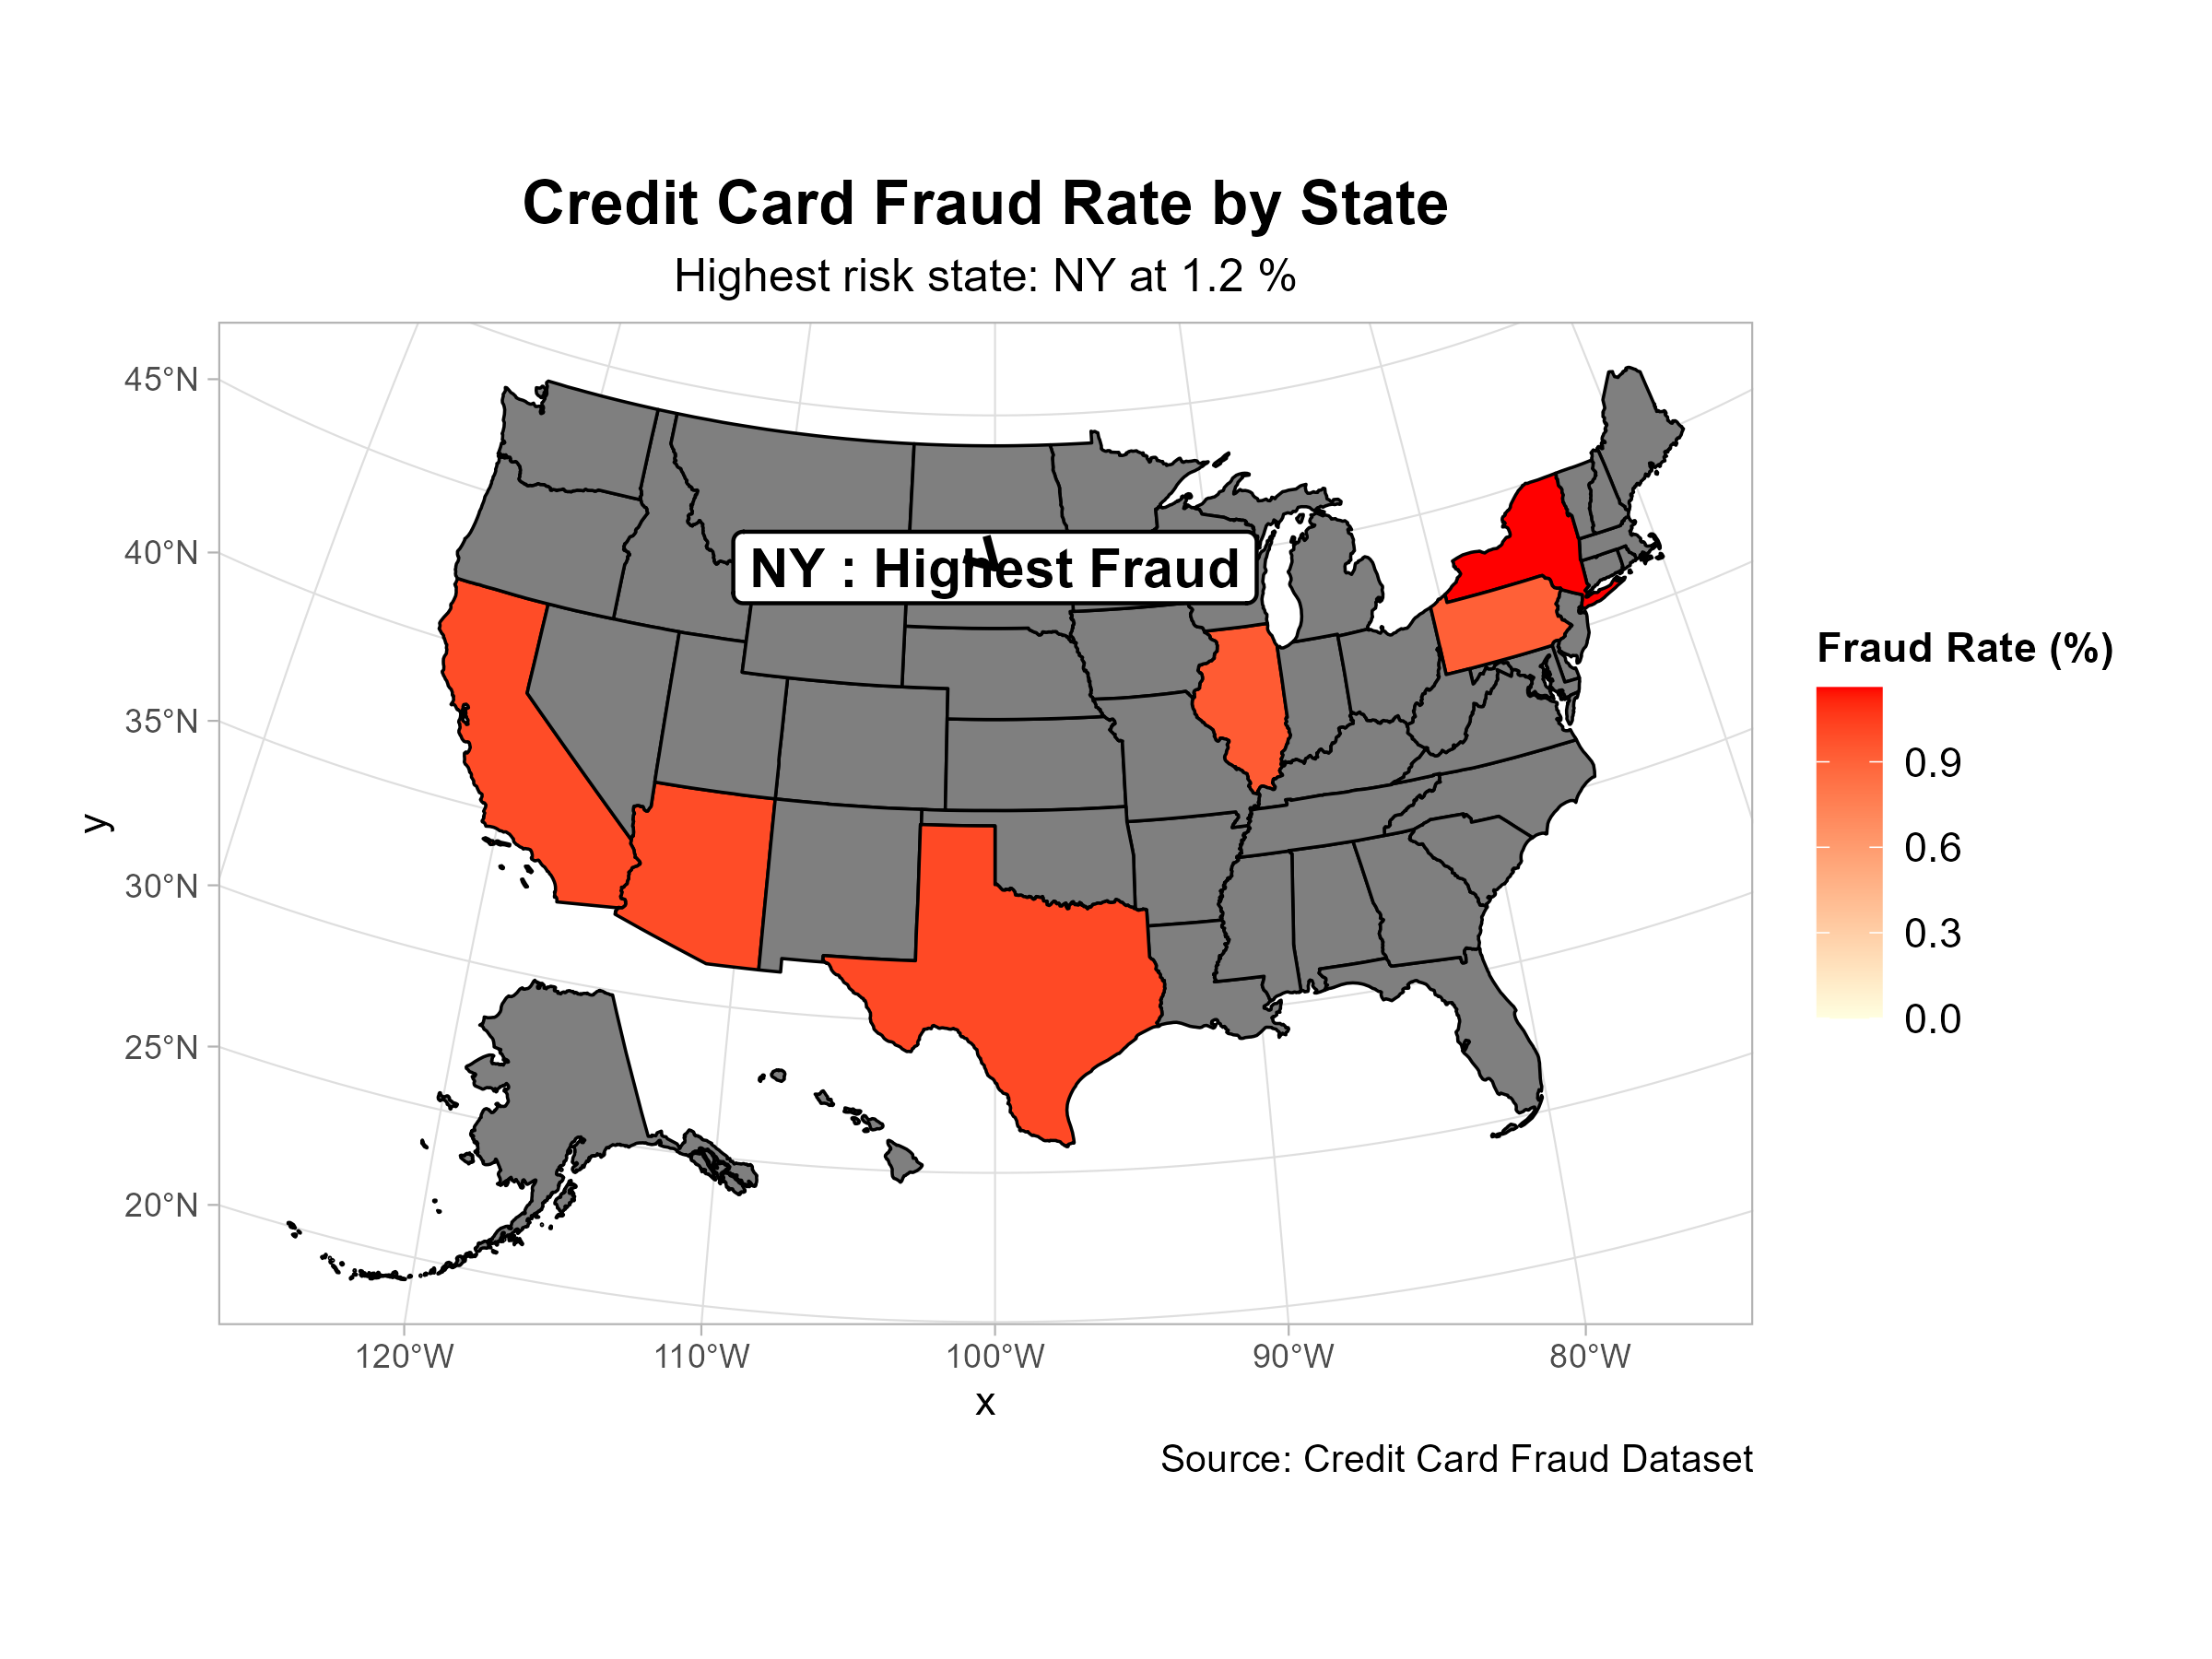 Credit Card Fraud Rate by State
Highest risk state: NY at 1.2 %
45°N
40°N
35°N
30°N
25°N
20°N
y
NY : Highest Fraud
120°W
110°W
100°W
90°W
80°W
x
Fraud Rate (%)
0.9
0.6
0.3
0.0
Source: Credit Card Fraud Dataset